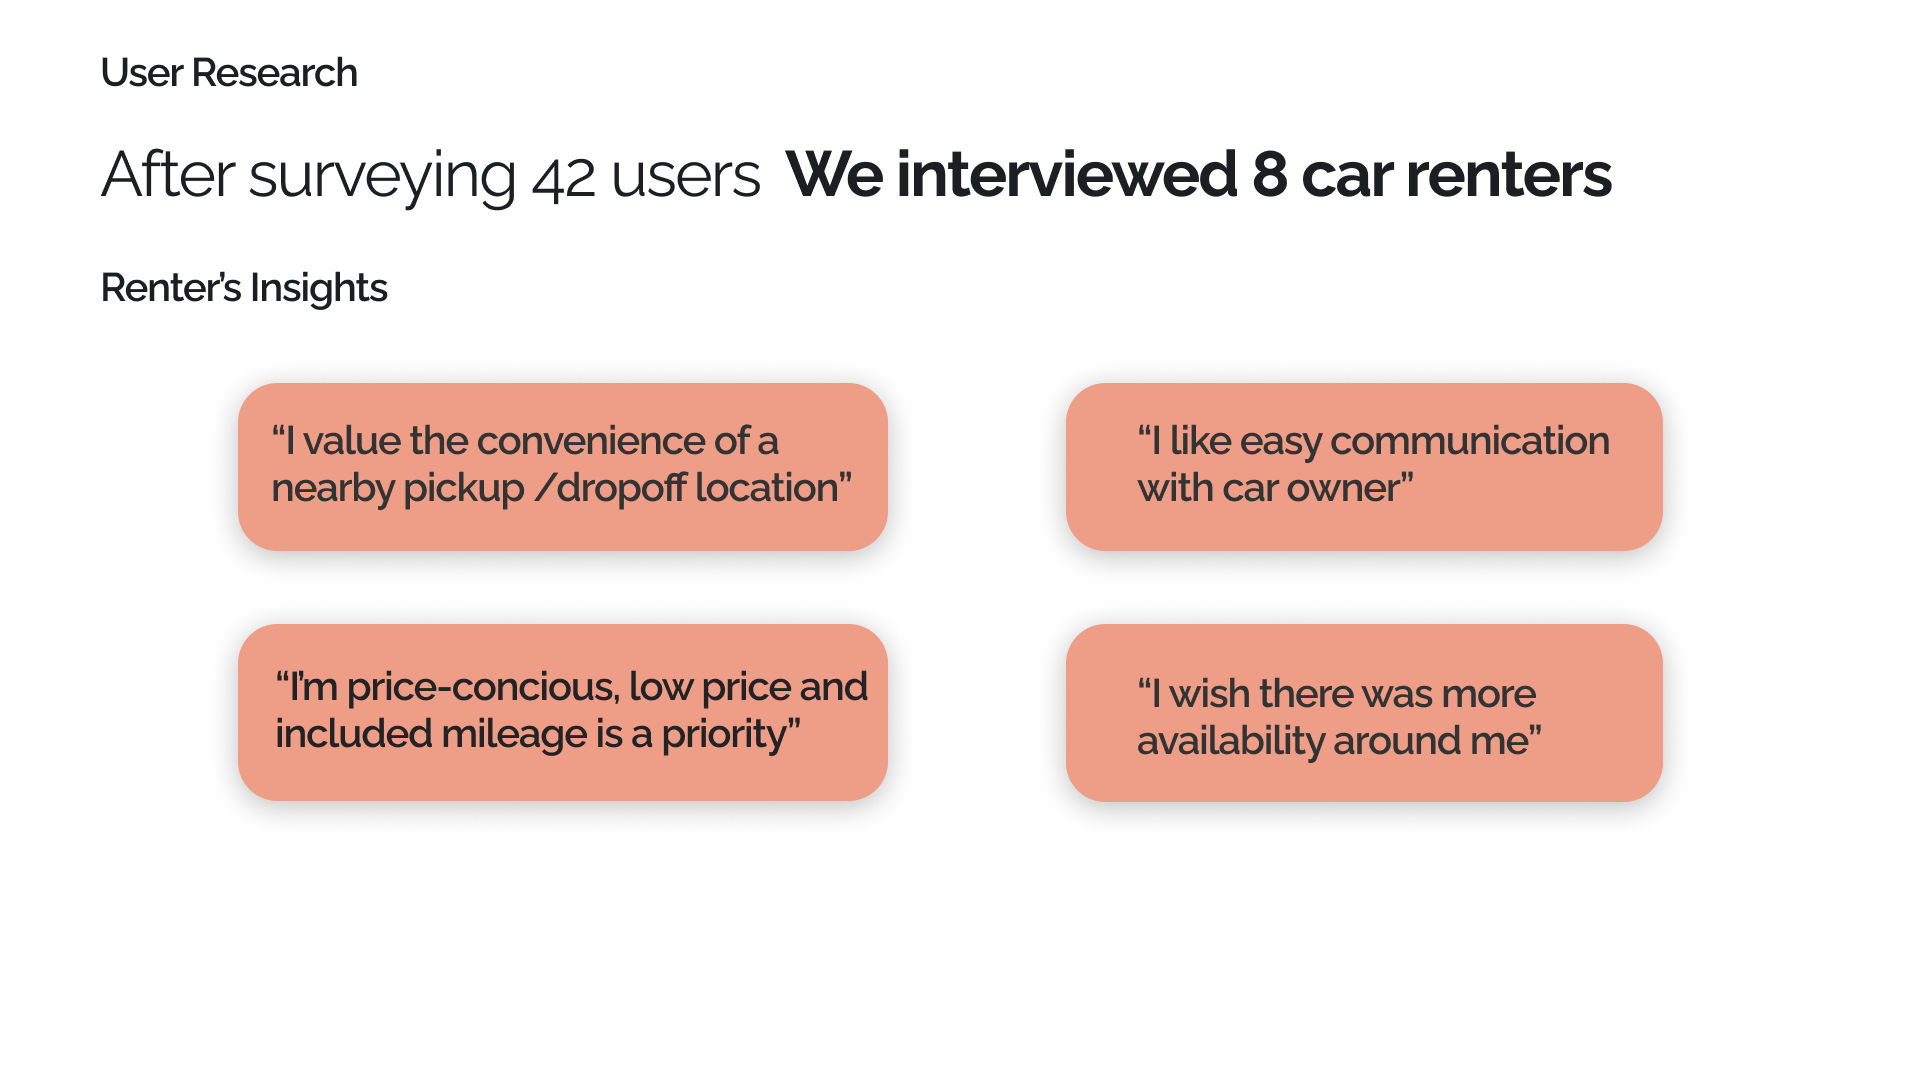 User Research
After surveying 42 users We interviewed 8 car renters
Renter’s Insights
“I value the convenience of a
nearby pickup /dropoff location”
“I like easy communication
with car owner”
“I’m price-concious, low price and
included mileage is a priority”
“I wish there was more
availability around me”